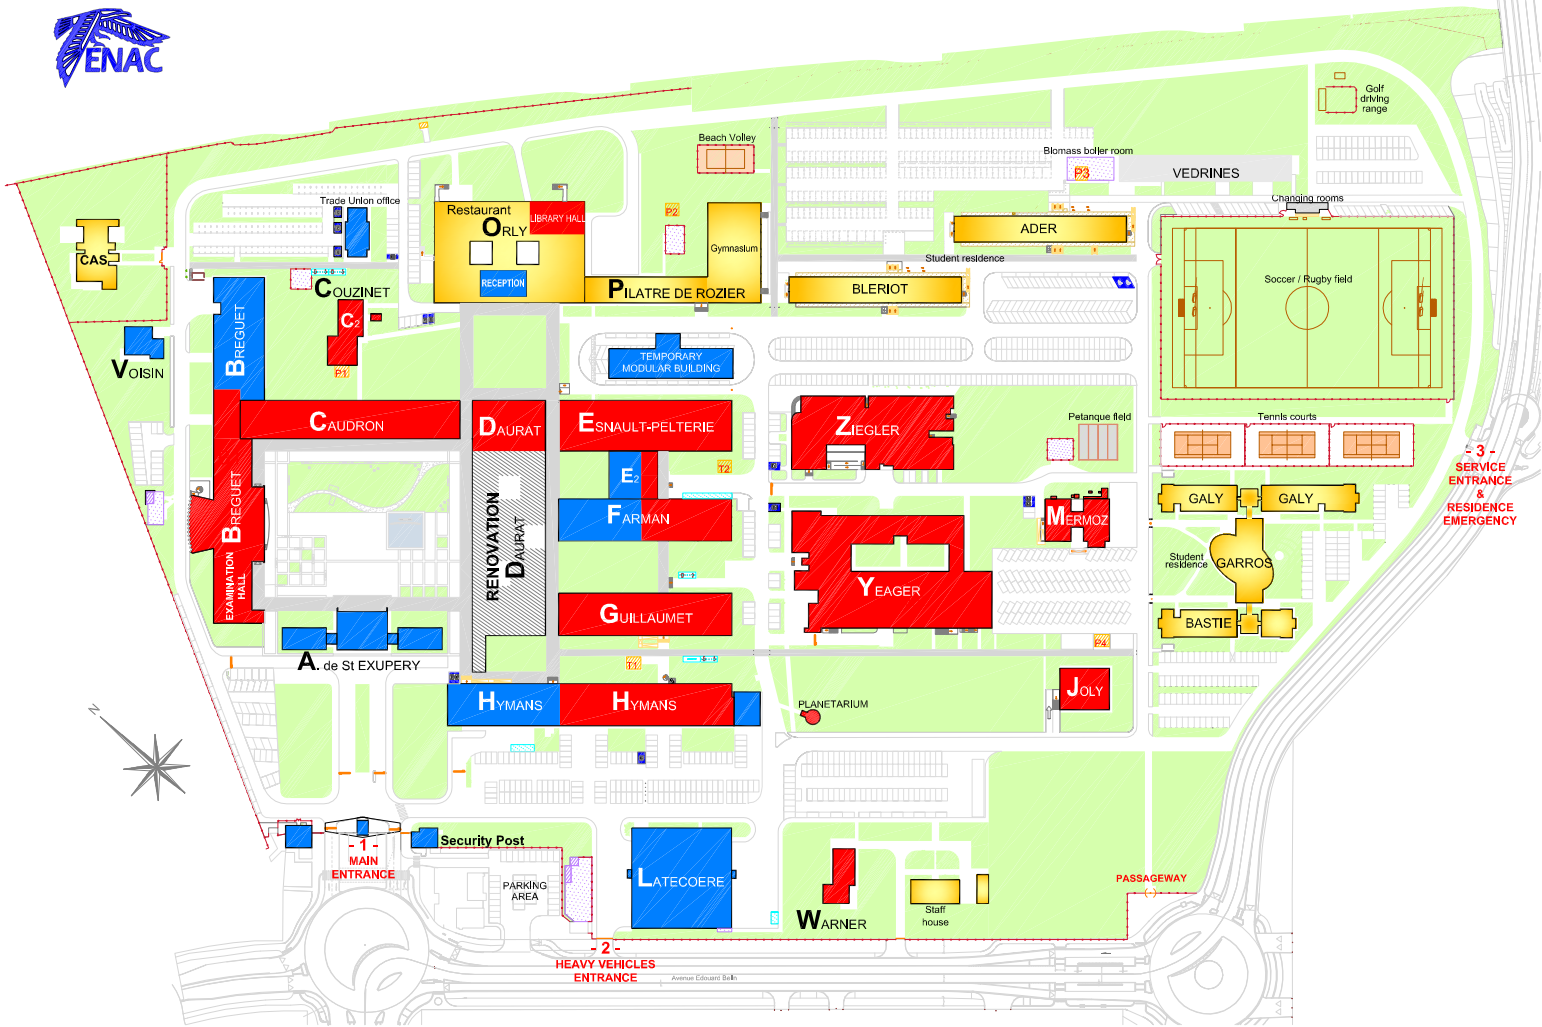 ENAC
Golf
driving
range
Beach Volley
Biomass boiler room
P3
VEDRINES
Trade Union office
Restaurant
ORLY
LIBRARY HALL
P2
Changing rooms
ADER
CAS
Gymnasium
Student residence
RECEPTION
Soccer / Rugby field
COUZINET
PILATRE DE ROZIER
BLERIOT
C2
BREGUET
P1
VOISIN
TEMPORARY
MODULAR BUILDING
CAUDRON
DAURAT
ESNAULT-PELTERIE
ZIEGLER
Petanque field
Tennis courts
- 3 -
SERVICE
ENTRANCE
&
RESIDENCE
EMERGENCY
T2
E2
BREGUET
EXAMINATION
HALL
RENOVATION
DAURAT
FARMAN
MERMOZ
GALY
GALY
Student
residence
GARROS
YEAGER
GUILLAUMET
BASTIE
P4
A. de St EXUPERY
T1
HYMANS
HYMANS
PLANETARIUM
JOLY
N
Security Post
- 1 -
MAIN
ENTRANCE
PARKING
AREA
LATECOERE
WARNER
Staff
house
PASSAGEWAY
- 2 -
HEAVY VEHICLES
ENTRANCE
Avenue Edouard Belin